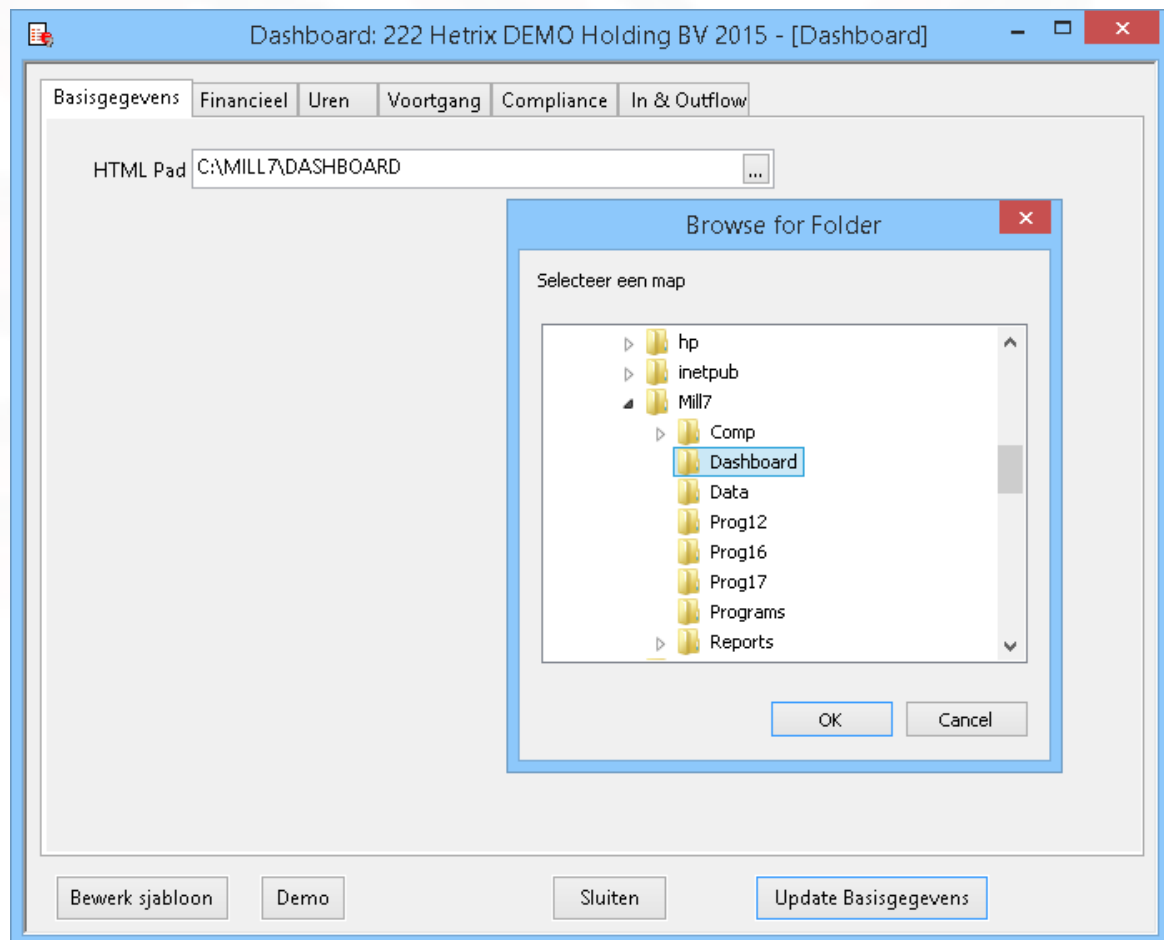 Dashboard: 222 Hetrix DEMO Holding BV 2015 - [Dashboard]
Basisgegevens Financieel Uren Voortgang Compliance In & Outflow
HTML Pad C:\MILL7\DASHBOARD ...
Browse for Folder
Selecteer een map
hp
inetpub
Mill7
Comp
Dashboard
Data
Prog12
Prog16
Prog17
Programs
Reports
OK Cancel
Bewerk sjabloon Demo Sluiten Update Basisgegevens